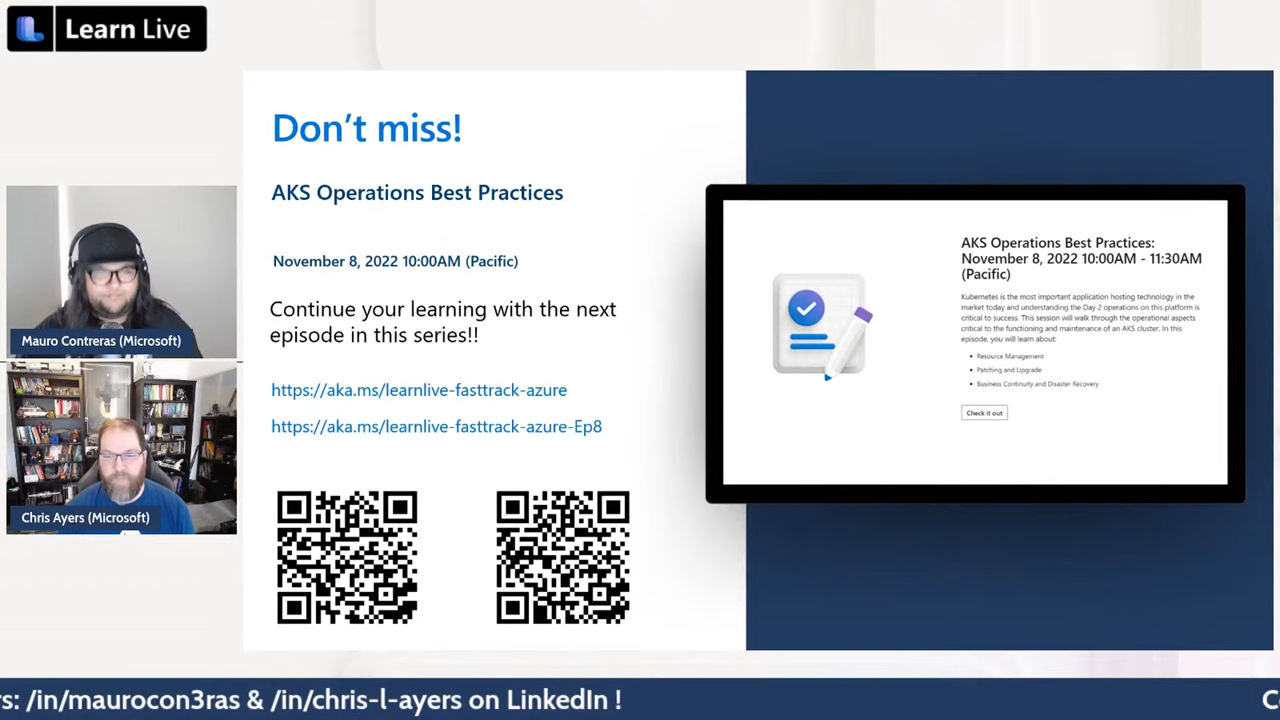 Learn Live
Don't miss!
AKS Operations Best Practices
November 8, 2022 10:00AM (Pacific)
Continue your learning with the next
episode in this series!!
https://aka.ms/learnlive-fasttrack-azure
https://aka.ms/learnlive-fasttrack-azure-Ep8
AKS Operations Best Practices:
November 8, 2022 10:00AM - 11:30AM
(Pacific)
Kubernetes is the most important application hosting technology in the
market today and understanding the Day 2 operations on this platform is
critical to success. This session will walk through the operational aspects
critical to the functioning and maintenance of an AKS cluster. In this
episode, you will learn about:
• Resource Management
• Patching and Upgrade
• Business Continuity and Disaster Recovery
Check it out
Mauro Contreras (Microsoft)
Chris Ayers (Microsoft)
s: /in/maurocon3ras & /in/chris-l-ayers on LinkedIn ! C